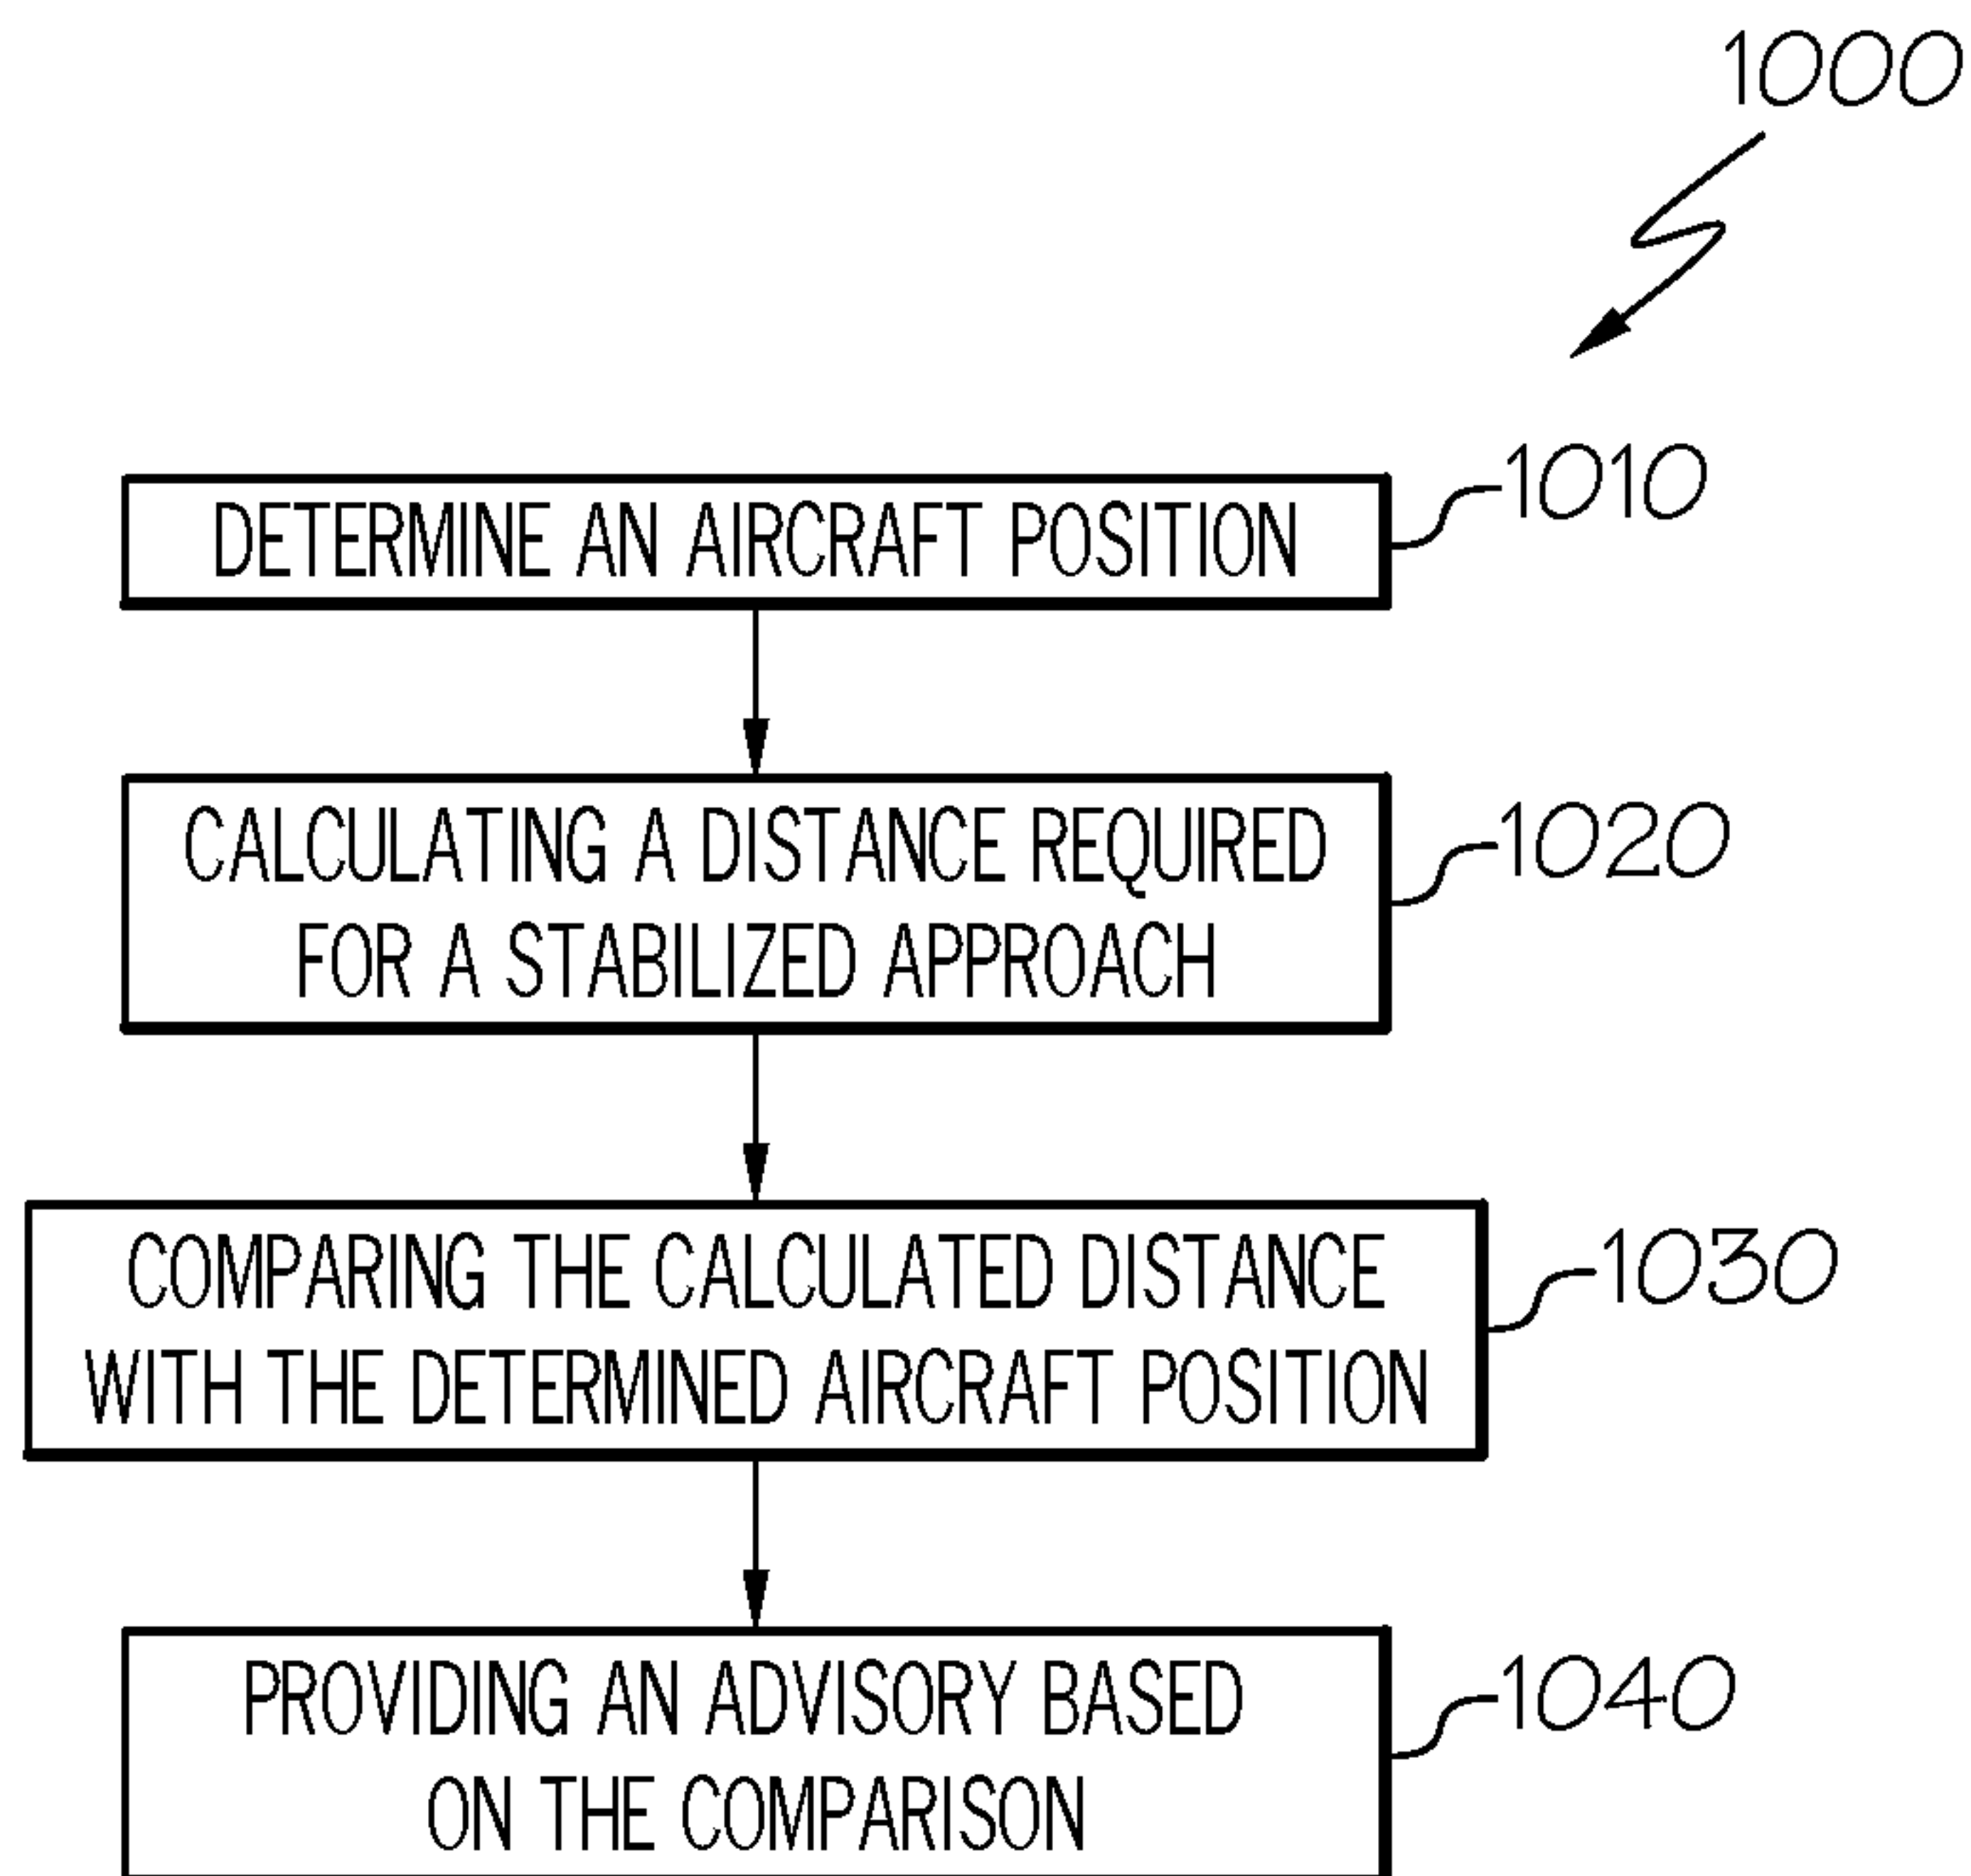 1000
DETERMINE AN AIRCRAFT POSITION
1010
CALCULATING A DISTANCE REQUIRED
FOR A STABILIZED APPROACH
1020
COMPARING THE CALCULATED DISTANCE
WITH THE DETERMINED AIRCRAFT POSITION
1030
PROVIDING AN ADVISORY BASED
ON THE COMPARISON
1040